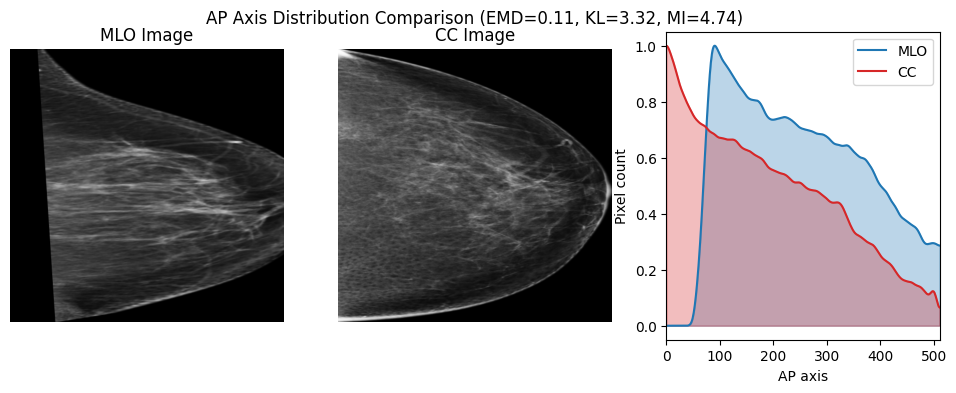 AP Axis Distribution Comparison (EMD=0.11, KL=3.32, MI=4.74)
MLO Image
CC Image
MLO
CC
Pixel count
1.0
0.8
0.6
0.4
0.2
0.0
0 100 200 300 400 500
AP axis